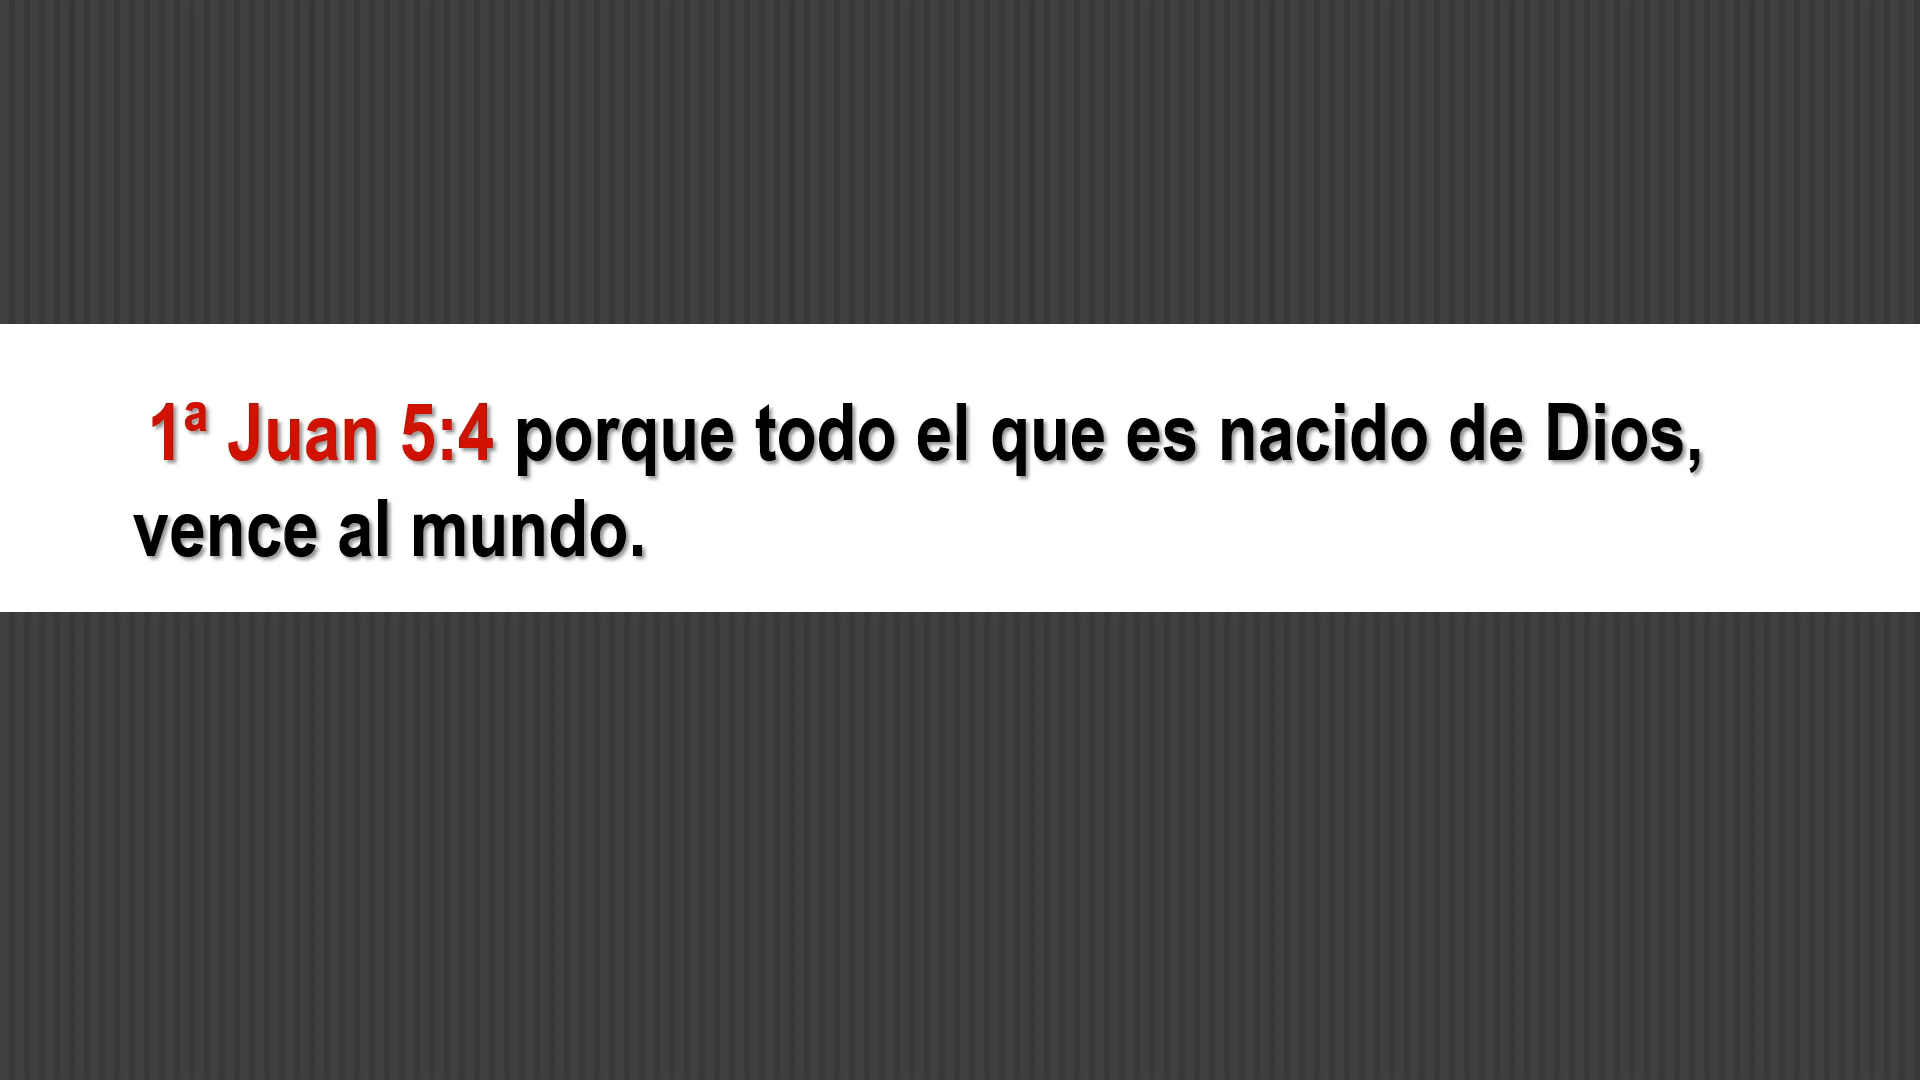 1ª Juan 5:4 porque todo el que es nacido de Dios,
vence al mundo.